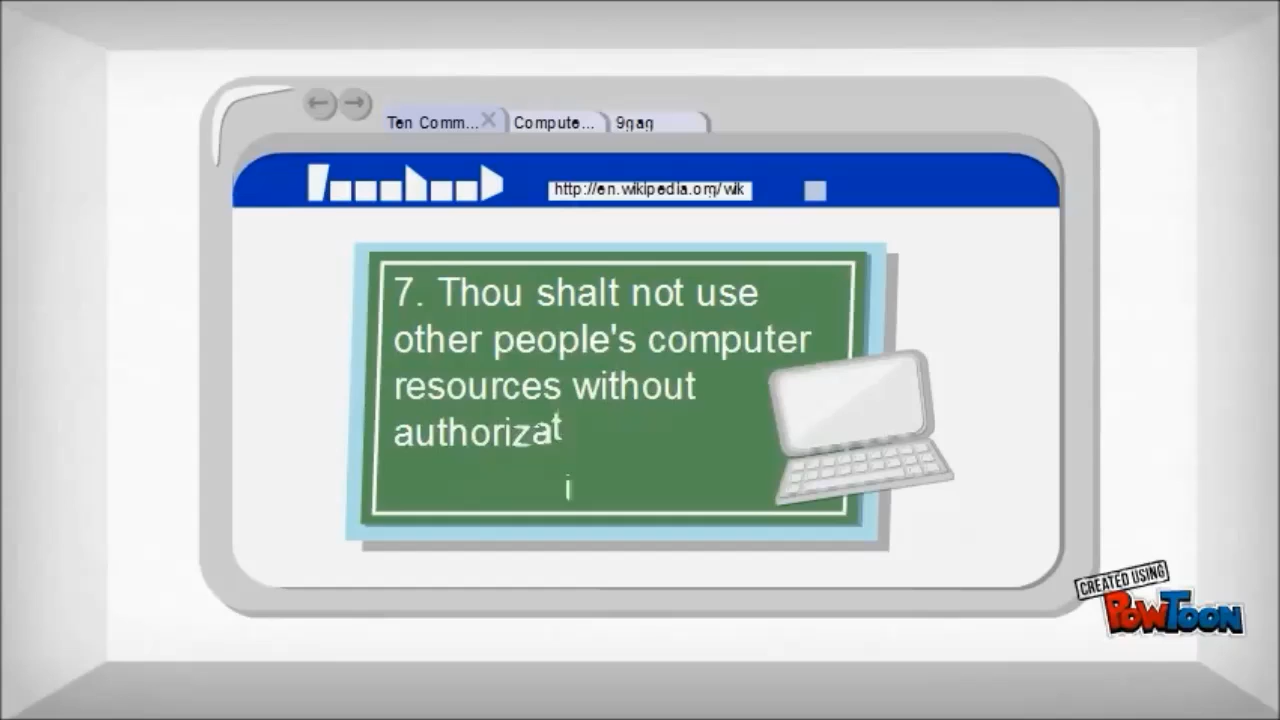 Ten Comm...
Compute...
9gag
http://en.wikipedia.org/wik
7. Thou shalt not use
other people's computer
resources without
authorizat
i
CREATED USING
POWTOON